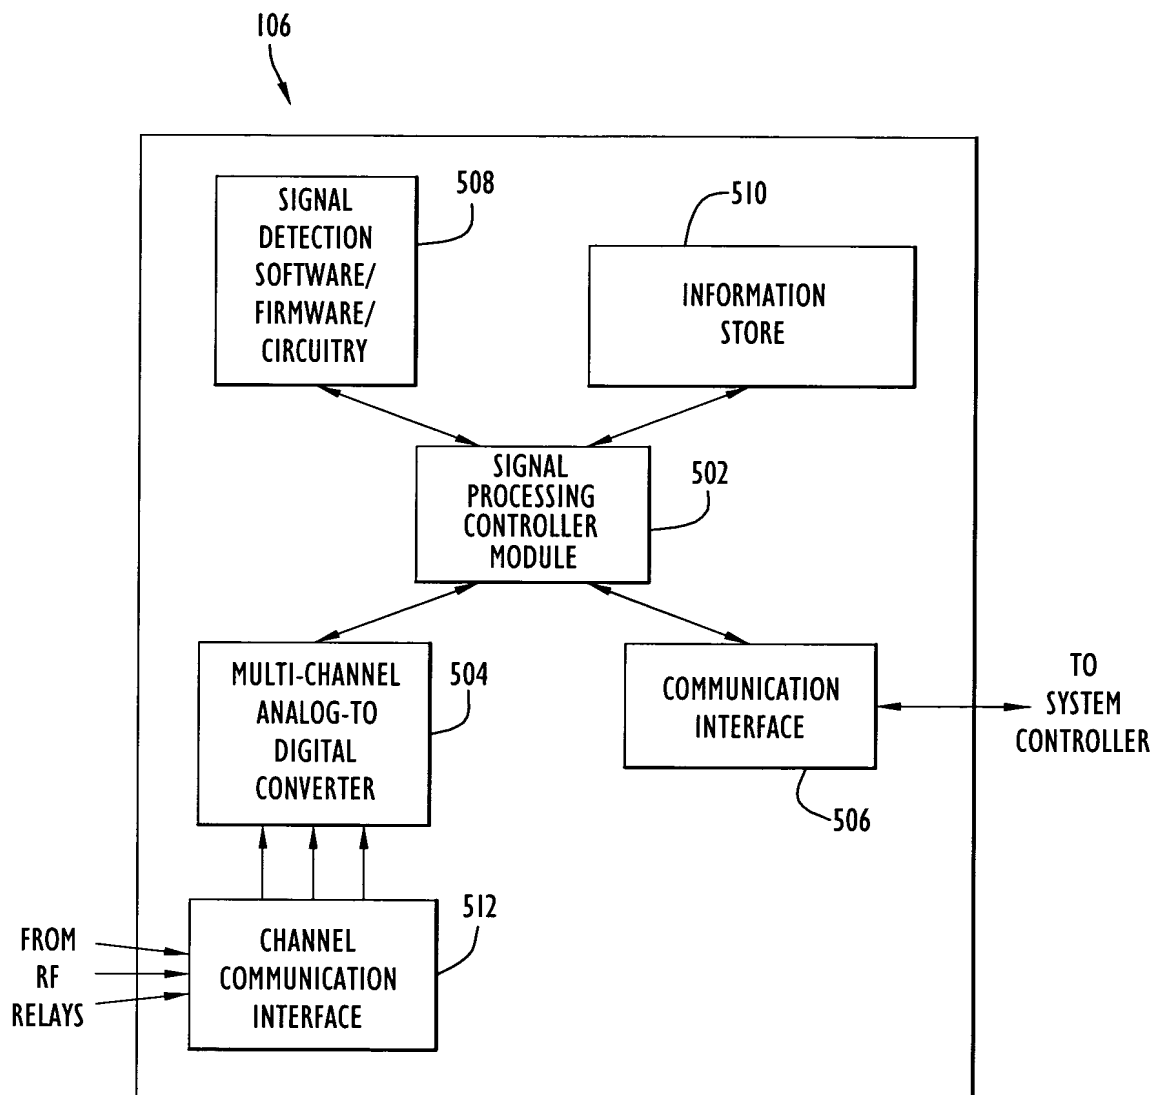 106
SIGNAL
DETECTION
SOFTWARE/
FIRMWARE/
CIRCUITRY
508
510
INFORMATION
STORE
SIGNAL
PROCESSING
CONTROLLER
MODULE
502
MULTI-CHANNEL
ANALOG-TO
DIGITAL
CONVERTER
504
COMMUNICATION
INTERFACE
506
TO
SYSTEM
CONTROLLER
FROM
RF
RELAYS
CHANNEL
COMMUNICATION
INTERFACE
512